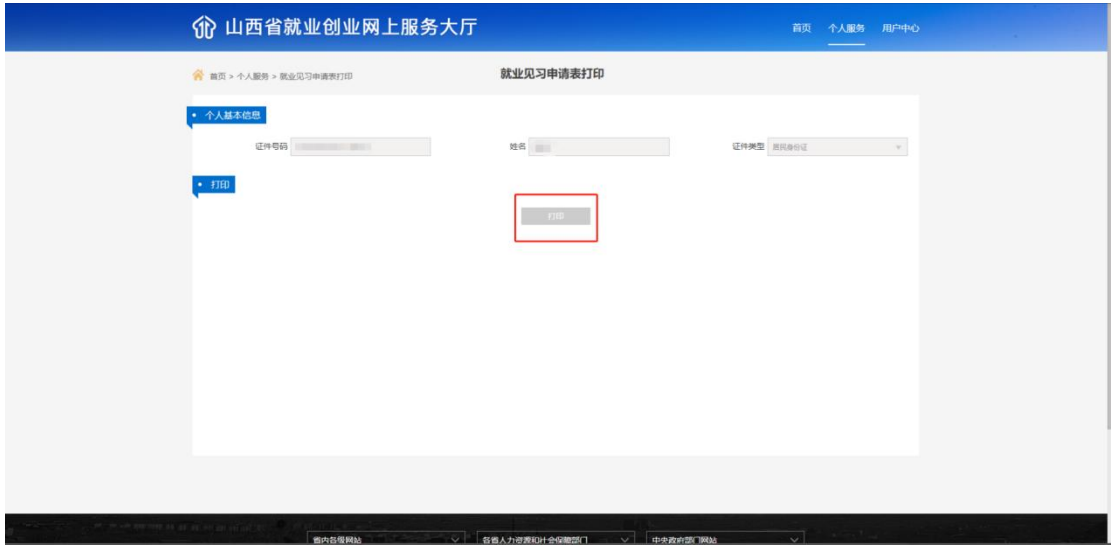 山西省就业创业网上服务大厅
首页 个人服务 用户中心
首页 > 个人服务 > 就业见习申请表打印
就业见习申请表打印
个人基本信息
证件号码 姓名 证件类型 居民身份证
打印
打印
省内各级网站 各省人力资源和社会保障部门 中央政府部门网站